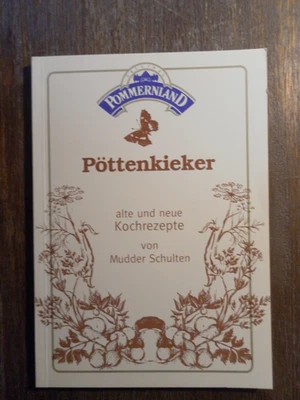 POMMERNLAND
Pöttenkieker
alte und neue
Kochrezepte
von
Mudder Schulten